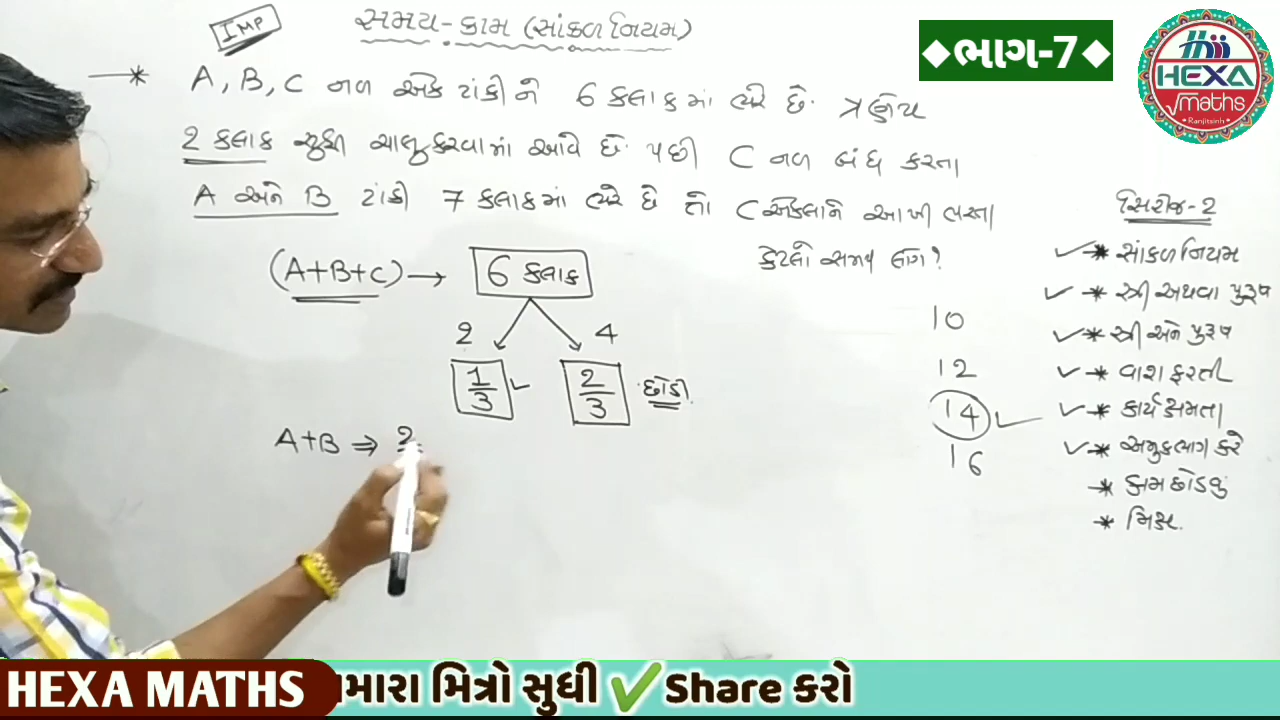 IMP
સમય-કામ (સાંકળ નિયમ)
◆ભાગ-7◆
HEXA
maths
Ranjitsinh
* A, B, C નળ એક ટાંકીને 6 કલાકમાં ભરે છે. ત્રણેય
2 કલાક સુધી ચાલુ કરવામાં આવે છે. પછી C નળ બંધ કરતા
A અને B ટાંકી 7 કલાકમાં ભરે છે તો C એકલાને આખી ભરતા
કેટલો સમય લાગે?
(A+B+C) → 6 કલાક
2 4
1/3 ✓ 2/3 છોડી
A+B ⇒ 2
10
12
14 ✓
16
સિરીઝ-2
✓* સાંકળ નિયમ
✓* સ્ત્રી અથવા પુરૂષ
✓* સ્ત્રી અને પુરૂષ
✓* વાશ ફરતી
✓* કાર્યક્ષમતા
✓* અમુકભાગ કરે
* કામ છોડવું
* મિક્ષ.
HEXA MATHS મારા મિત્રો સુધી ✅Share કરો